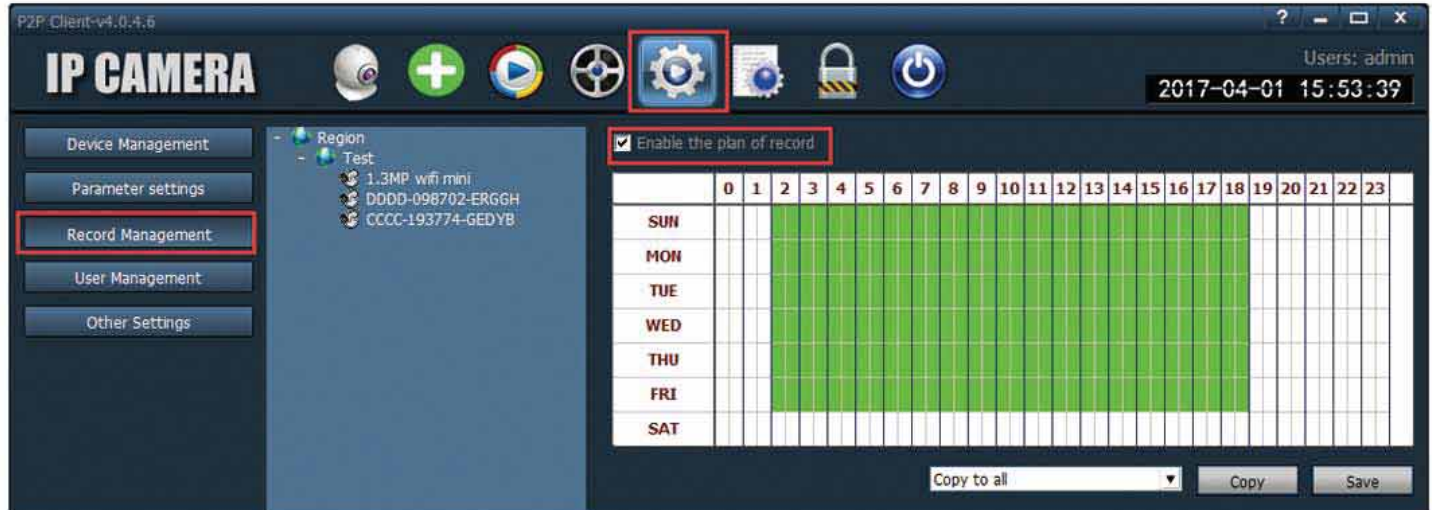 P2P Client-v4.0.4.6
IP CAMERA
Users: admin
2017-04-01 15:53:39
Device Management
Parameter settings
Record Management
User Management
Other Settings
Region
Test
1.3MP wifi mini
DDDD-098702-ERGGH
CCCC-193774-GEDYB
Enable the plan of record
0 1 2 3 4 5 6 7 8 9 10 11 12 13 14 15 16 17 18 19 20 21 22 23
SUN
MON
TUE
WED
THU
FRI
SAT
Copy to all
Copy
Save